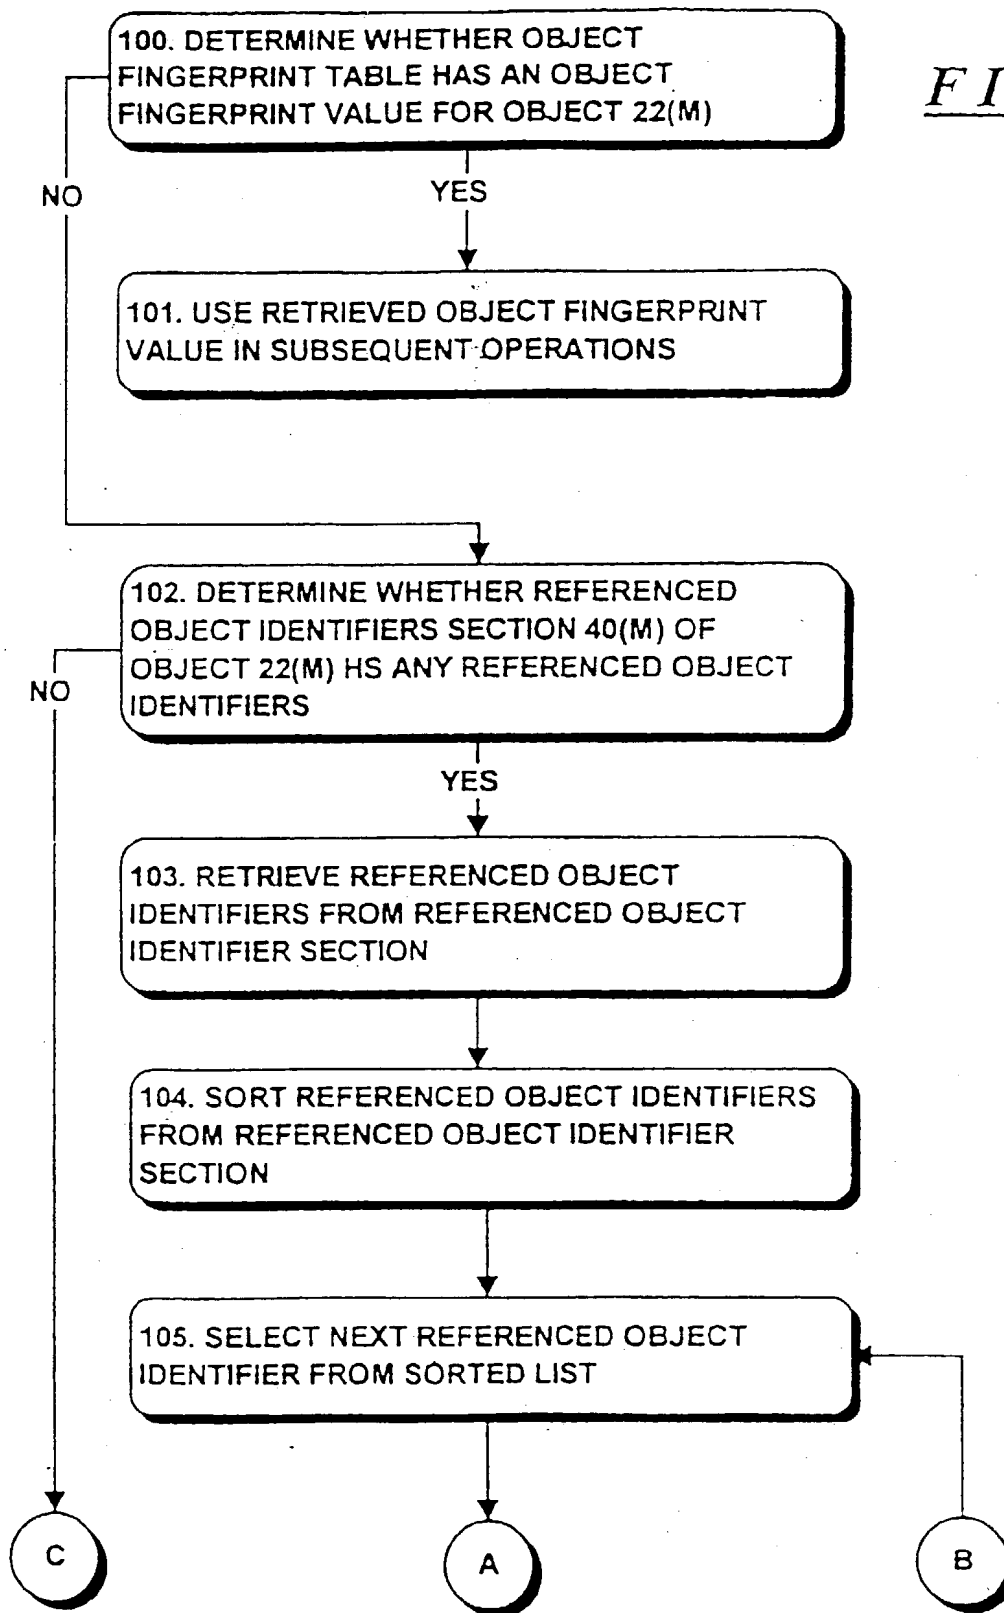 100. DETERMINE WHETHER OBJECT
FINGERPRINT TABLE HAS AN OBJECT
FINGERPRINT VALUE FOR OBJECT 22(M)
FI
NO
YES
101. USE RETRIEVED OBJECT FINGERPRINT
VALUE IN SUBSEQUENT OPERATIONS
102. DETERMINE WHETHER REFERENCED
OBJECT IDENTIFIERS SECTION 40(M) OF
OBJECT 22(M) HS ANY REFERENCED OBJECT
IDENTIFIERS
NO
YES
103. RETRIEVE REFERENCED OBJECT
IDENTIFIERS FROM REFERENCED OBJECT
IDENTIFIER SECTION
104. SORT REFERENCED OBJECT IDENTIFIERS
FROM REFERENCED OBJECT IDENTIFIER
SECTION
105. SELECT NEXT REFERENCED OBJECT
IDENTIFIER FROM SORTED LIST
C
A
B